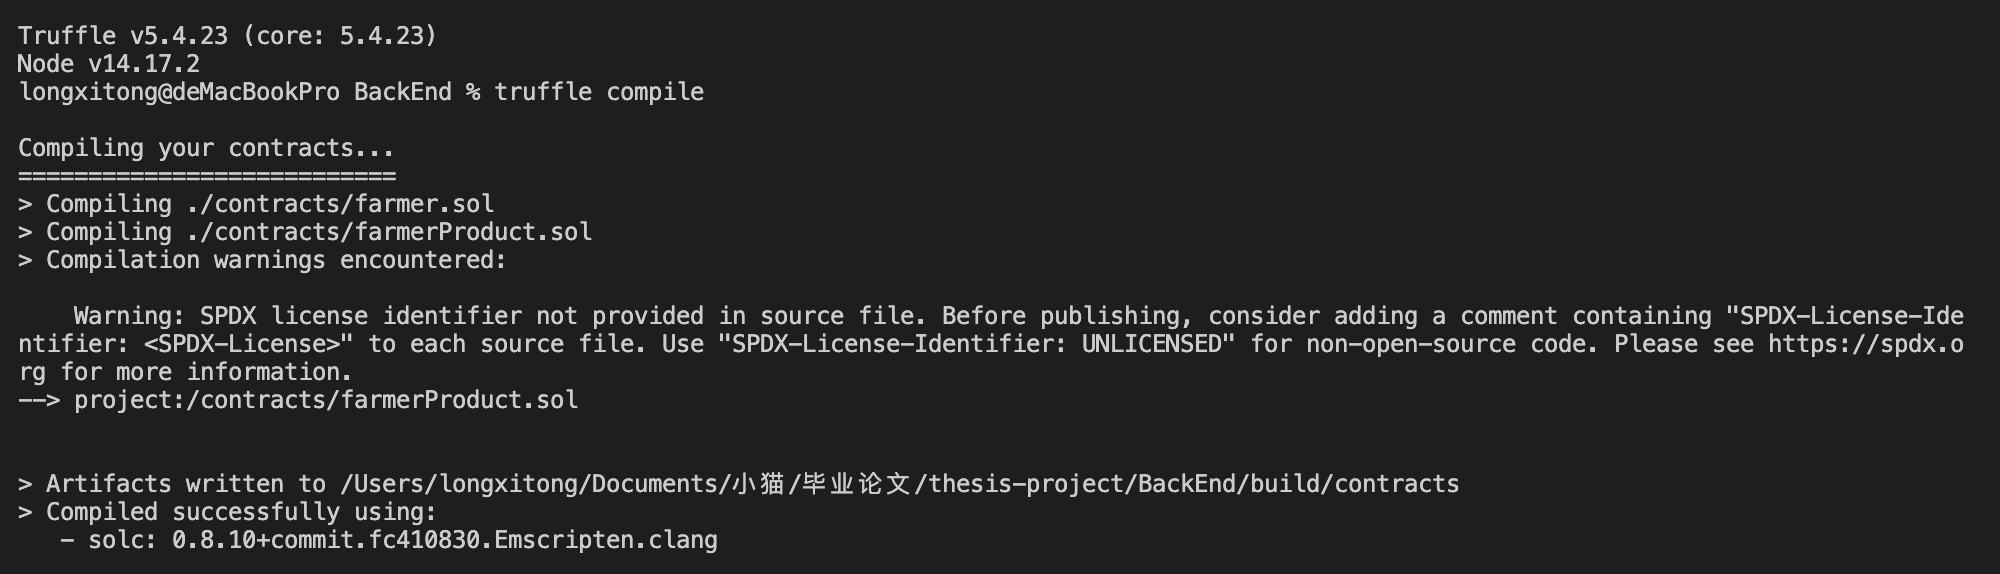 Truffle v5.4.23 (core: 5.4.23)
Node v14.17.2
longxitong@deMacBookPro BackEnd % truffle compile
Compiling your contracts...
===========================
> Compiling ./contracts/farmer.sol
> Compiling ./contracts/farmerProduct.sol
> Compilation warnings encountered:
Warning: SPDX license identifier not provided in source file. Before publishing, consider adding a comment containing "SPDX-License-Ide
ntifier: <SPDX-License>" to each source file. Use "SPDX-License-Identifier: UNLICENSED" for non-open-source code. Please see https://spdx.o
rg for more information.
--> project:/contracts/farmerProduct.sol
> Artifacts written to /Users/longxitong/Documents/小猫/毕业论文/thesis-project/BackEnd/build/contracts
> Compiled successfully using:
- solc: 0.8.10+commit.fc410830.Emscripten.clang